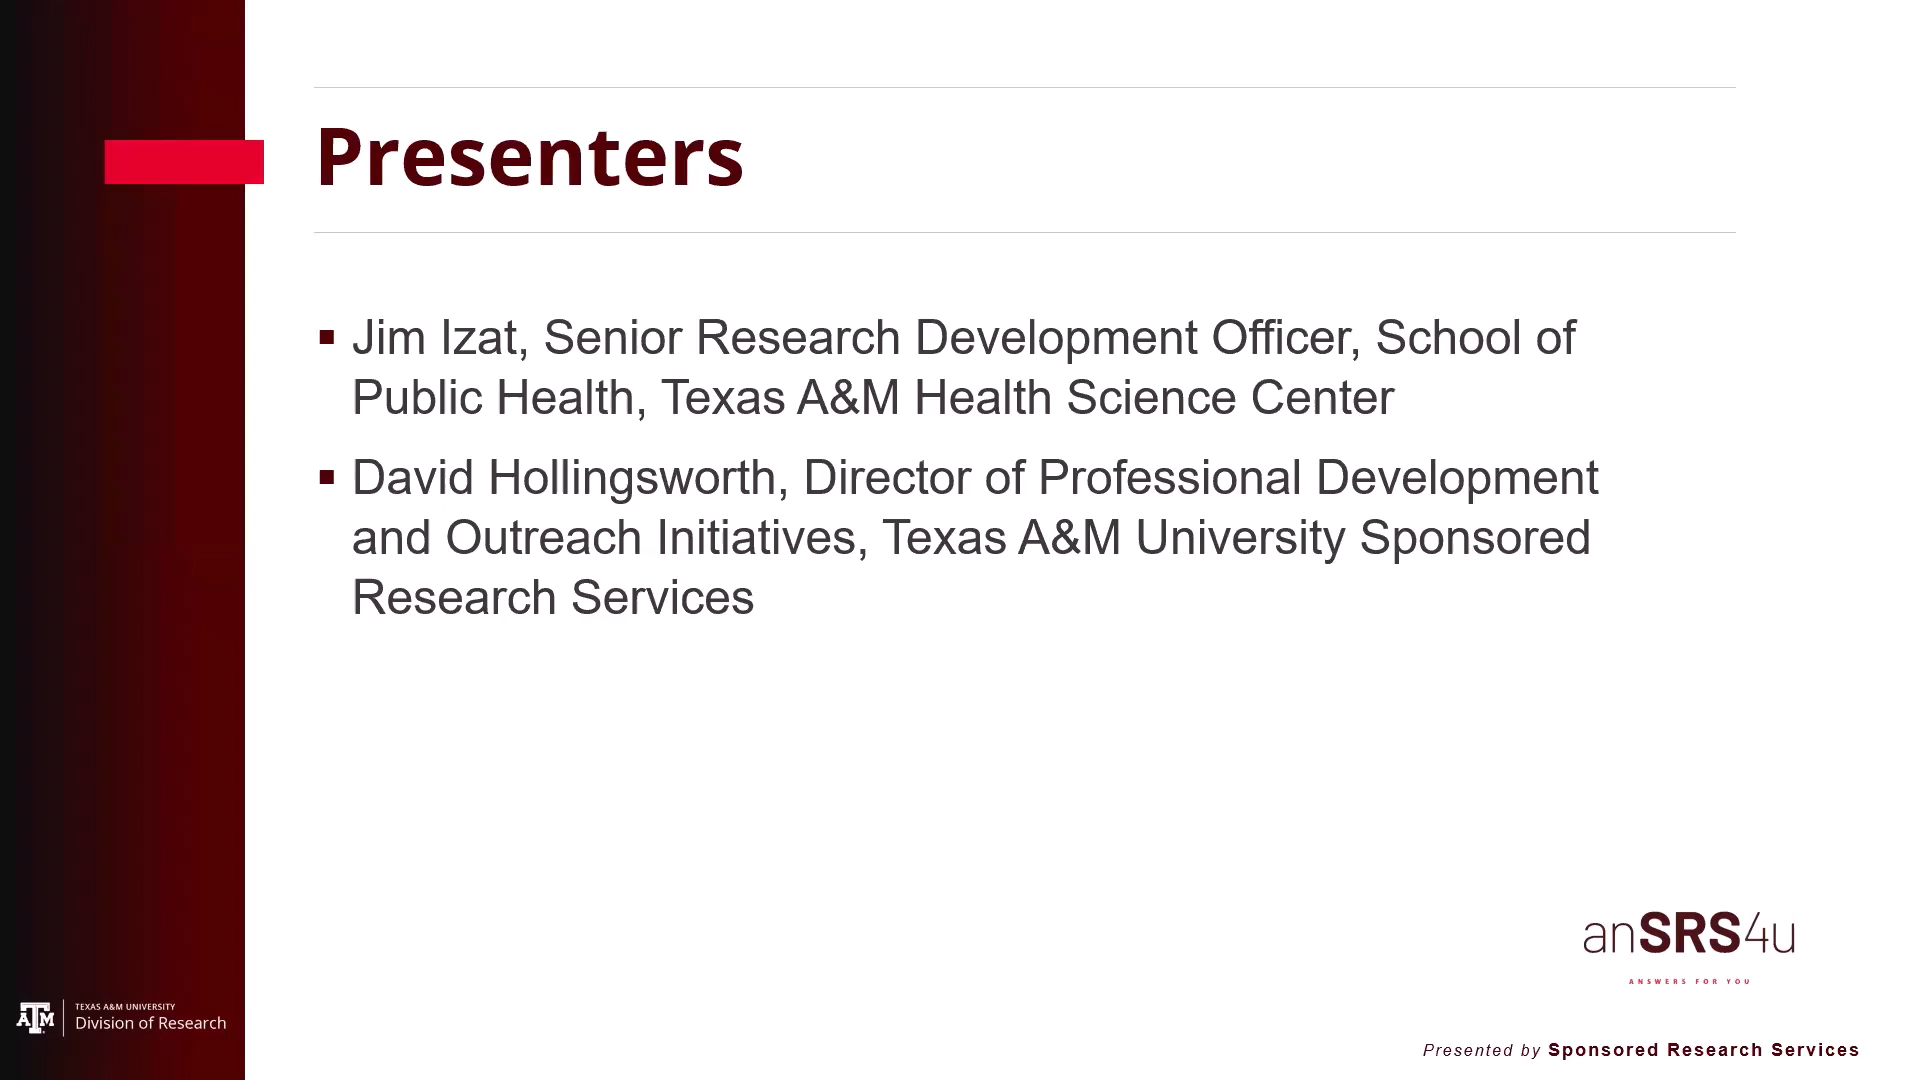 Presenters
▪ Jim Izat, Senior Research Development Officer, School of
Public Health, Texas A&M Health Science Center
▪ David Hollingsworth, Director of Professional Development
and Outreach Initiatives, Texas A&M University Sponsored
Research Services
anSRS4u
ANSWERS FOR YOU
ATM
TEXAS A&M UNIVERSITY
Division of Research
Presented by Sponsored Research Services